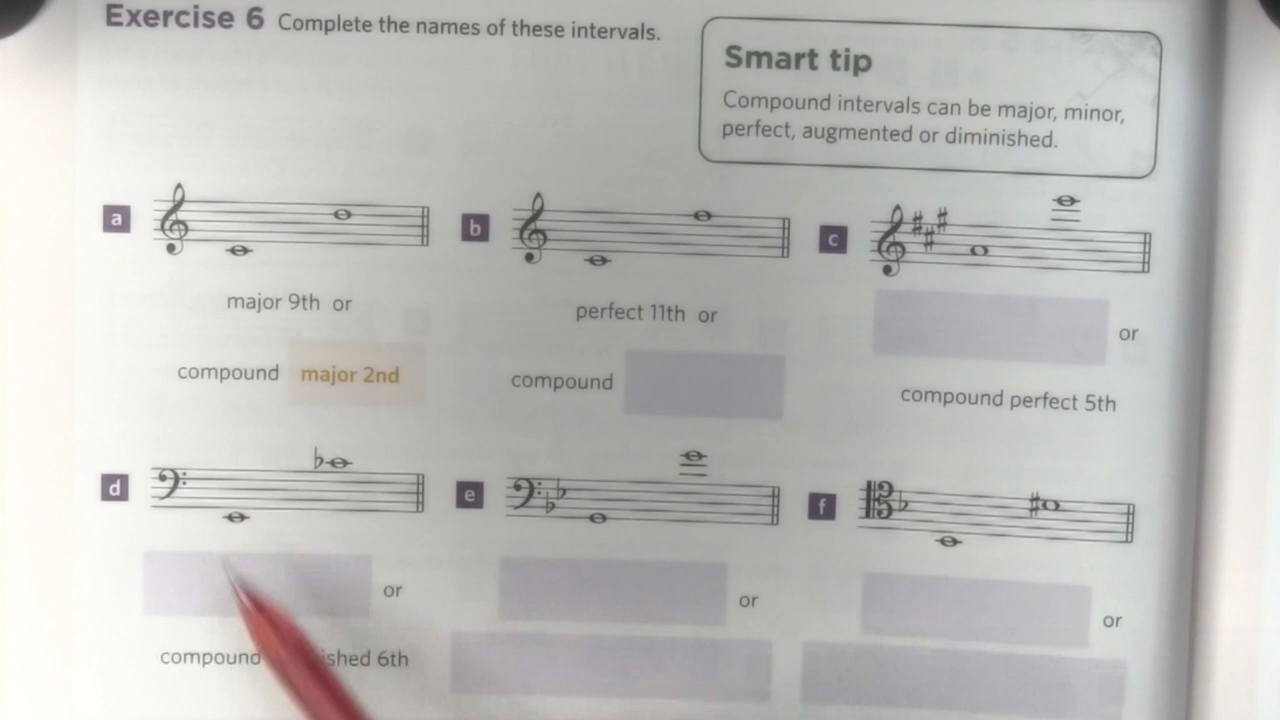 Exercise 6 Complete the names of these intervals.
Smart tip
Compound intervals can be major, minor,
perfect, augmented or diminished.
a
b
c
major 9th or
perfect 11th or
or
compound major 2nd
compound
compound perfect 5th
d
e
f
or
or
or
compound ished 6th